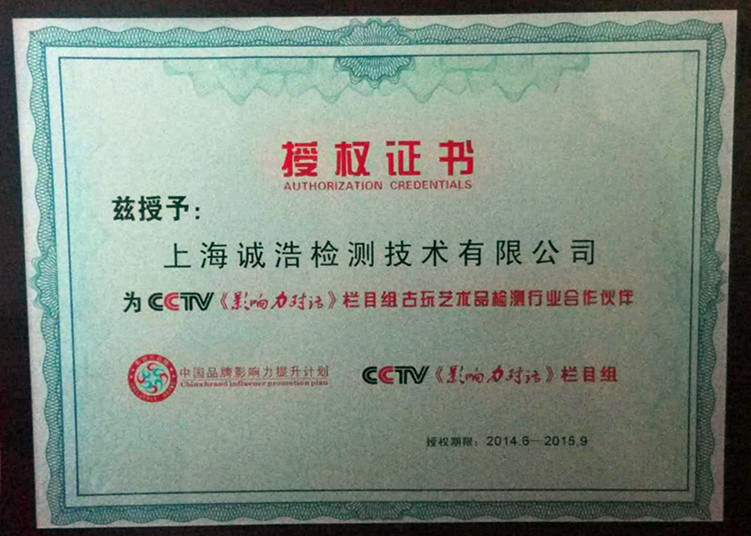 授权证书
AUTHORIZATION CREDENTIALS
兹授予：
上海诚浩检测技术有限公司
为CCTV《影响力对话》栏目组古玩艺术品检测行业合作伙伴
中国品牌影响力提升计划
China brand influence promotion plan
CCTV《影响力对话》栏目组
授权期限：2014.6—2015.9